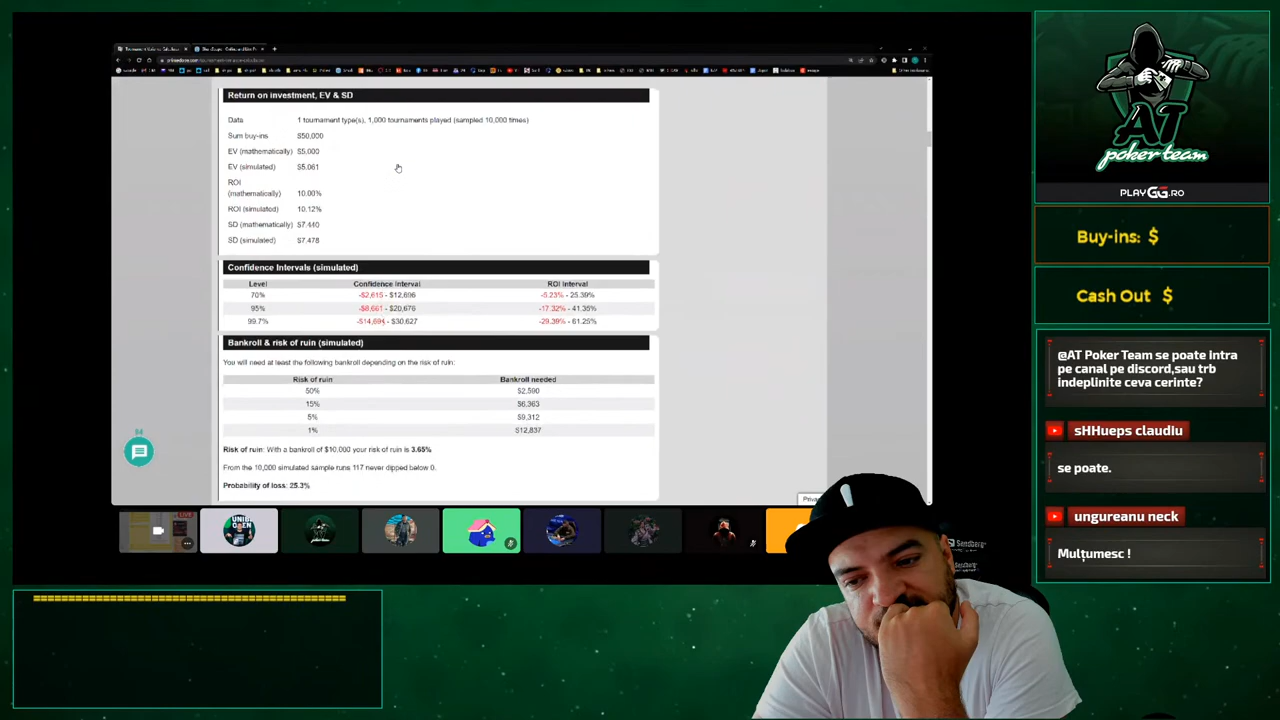 Return on investment, EV & SD
Data 1 tournament type(s), 1,000 tournaments played (sampled 10,000 times)
Sum buy-ins $50,000
EV (mathematically) $5,000
EV (simulated) $5,061
ROI
(mathematically) 10.00%
ROI (simulated) 10.12%
SD (mathematically) $7,440
SD (simulated) $7,478
Confidence Intervals (simulated)
Level Confidence Interval ROI Interval
70% -$2,615 - $12,696 -5.23% - 25.39%
95% -$8,661 - $20,676 -17.32% - 41.35%
99.7% -$14,694 - $30,627 -29.39% - 61.25%
Bankroll & risk of ruin (simulated)
You will need at least the following bankroll depending on the risk of ruin:
Risk of ruin Bankroll needed
50% $2,590
15% $6,363
5% $9,312
1% $12,837
Risk of ruin: With a bankroll of $10,000 your risk of ruin is 3.65%
From the 10,000 simulated sample runs 117 never dipped below 0.
Probability of loss: 25.3%
UNIBET
OPEN
AT
poker team
PLAYGG.RO
Buy-ins: $
Cash Out $
@AT Poker Team se poate intra
pe canal pe discord,sau trb
indeplinite ceva cerinte?
sHHueps claudiu
se poate.
ungureanu neck
Mulțumesc !